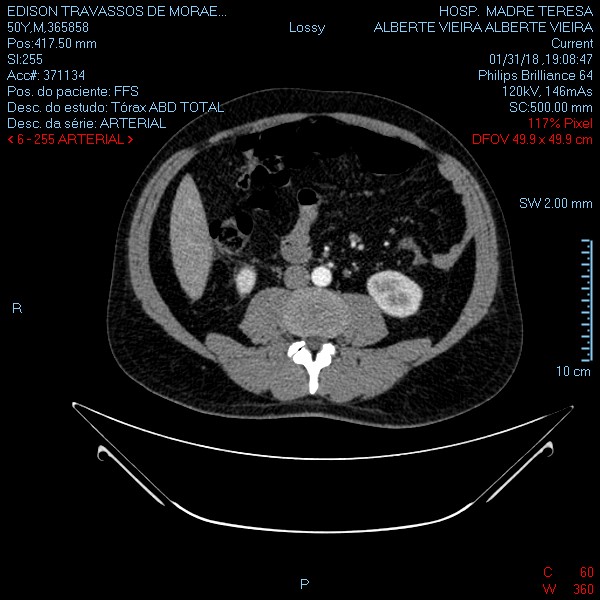 EDISON TRAVASSOS DE MORAE...
50Y,M,365858
Pos:417.50 mm
SI:255
Acc#: 371134
Pos. do paciente: FFS
Desc. do estudo: Tórax ABD TOTAL
Desc. da série: ARTERIAL
< 6 - 255 ARTERIAL >
Lossy
HOSP. MADRE TERESA
ALBERTE VIEIRA ALBERTE VIEIRA
Current
01/31/18 ,19:08:47
Philips Brilliance 64
120kV, 146mAs
SC:500.00 mm
117% Pixel
DFOV 49.9 x 49.9 cm
SW 2.00 mm
R
10 cm
P
C 60
W 360